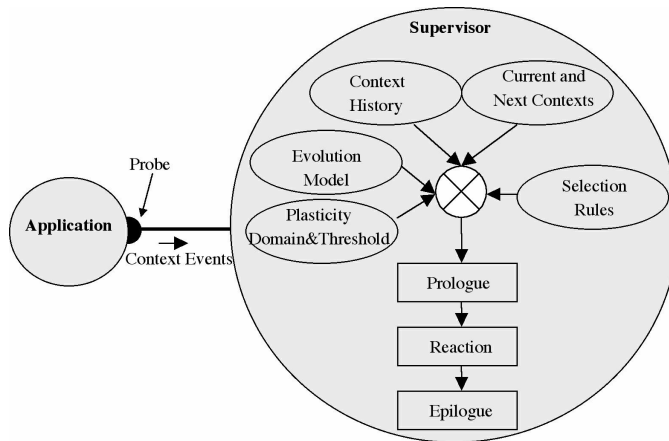 Supervisor
Context
History
Current and
Next Contexts
Probe
Evolution
Model
Application
Plasticity
Domain&Threshold
Selection
Rules
Context Events
Prologue
Reaction
Epilogue